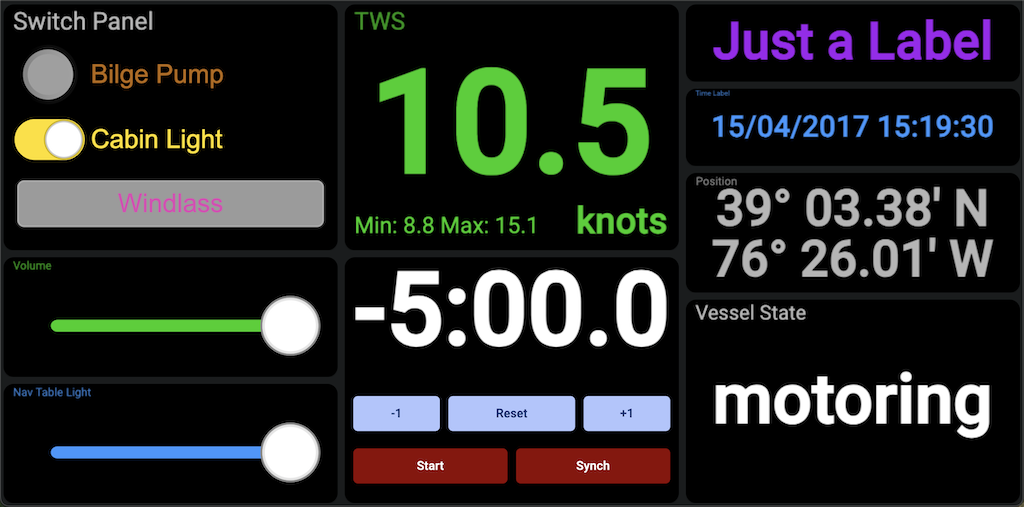 Switch Panel
Bilge Pump
Cabin Light
Windlass
Volume
Nav Table Light
TWS
10.5
Min: 8.8 Max: 15.1 knots
-5:00.0
-1 Reset +1
Start Synch
Just a Label
Time Label
15/04/2017 15:19:30
Position
39° 03.38' N
76° 26.01' W
Vessel State
motoring